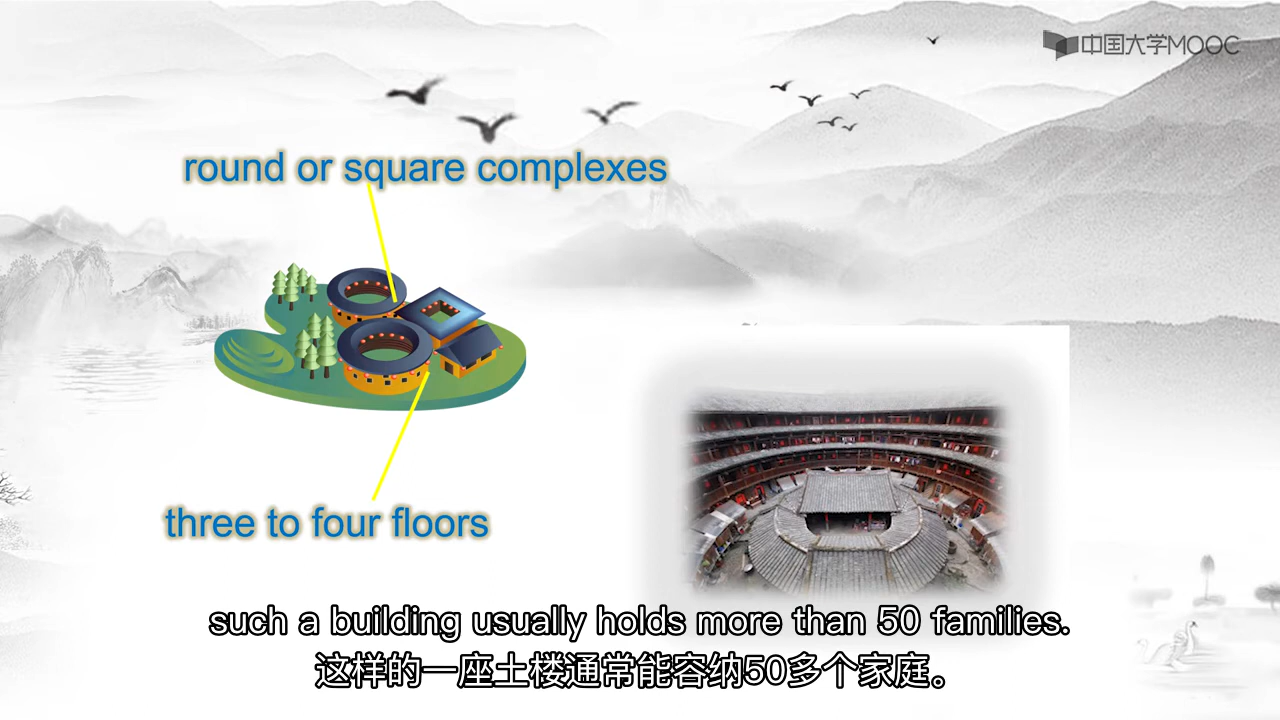 中国大学MOOC
round or square complexes
three to four floors
such a building usually holds more than 50 families.
这样的一座土楼通常能容纳50多个家庭。